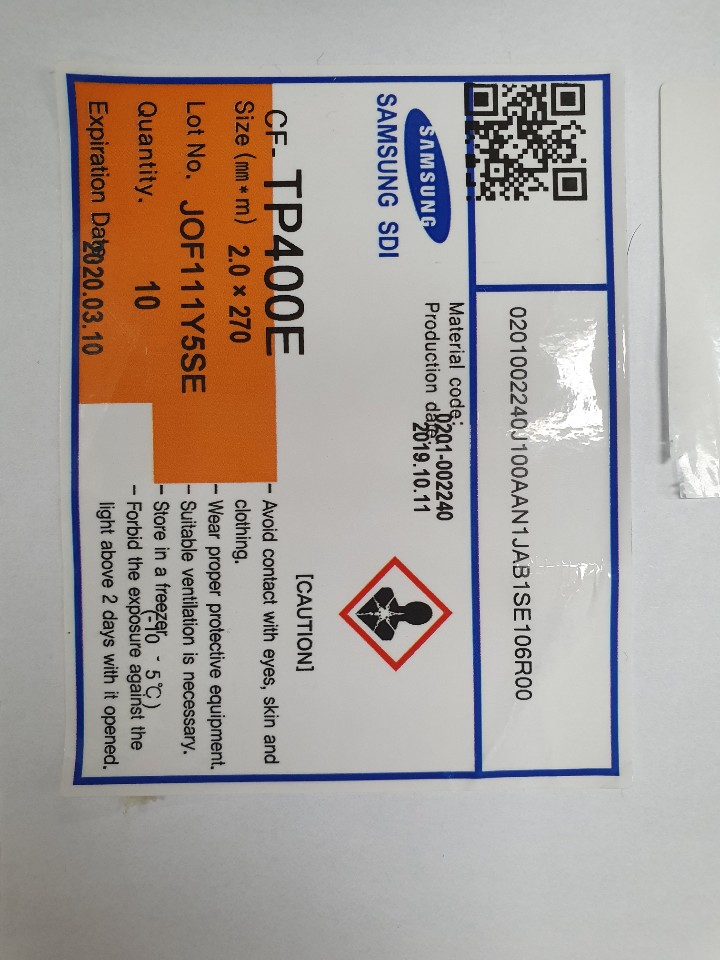 0201002240J100AAN1JAB1SE106R00
SAMSUNG
SAMSUNG SDI
Material code: 0201-002240
Production date: 2019.10.11
CF- TP400E
Size (㎜*m) 2.0 × 270
Lot No. JOF111Y5SE
Quantity. 10
Expiration Date 2020.03.10
[CAUTION]
- Avoid contact with eyes, skin and
clothing.
- Wear proper protective equipment.
- Suitable ventilation is necessary.
- Store in a freezer.
(-10 - 5℃)
- Forbid the exposure against the
light above 2 days with it opened.